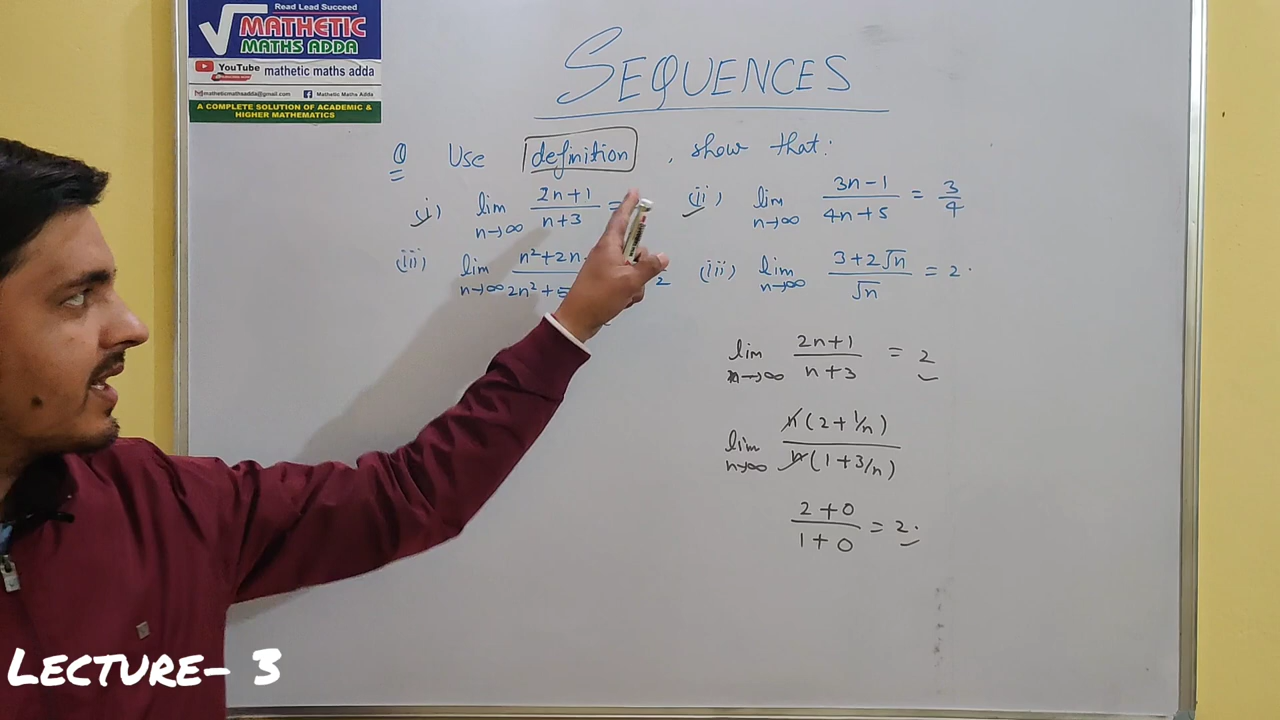 Read Lead Succeed
MATHETIC
MATHS ADDA
YouTube mathetic maths adda
matheticmathsadda@gmail.com Mathetic Maths Adda
A COMPLETE SOLUTION OF ACADEMIC &
HIGHER MATHEMATICS
SEQUENCES
Q Use definition, show that:
(i) lim n→∞ (2n+1)/(n+3) = (ii) lim n→∞ (3n-1)/(4n+5) = 3/4
(iii) lim n→∞ n²+2n 2n²+5 2 (iii) lim n→∞ (3+2√n)/√n = 2.
lim n→∞ (2n+1)/(n+3) = 2
lim n→∞ n(2+1/n)/n(1+3/n)
(2+0)/(1+0) = 2.
LECTURE- 3